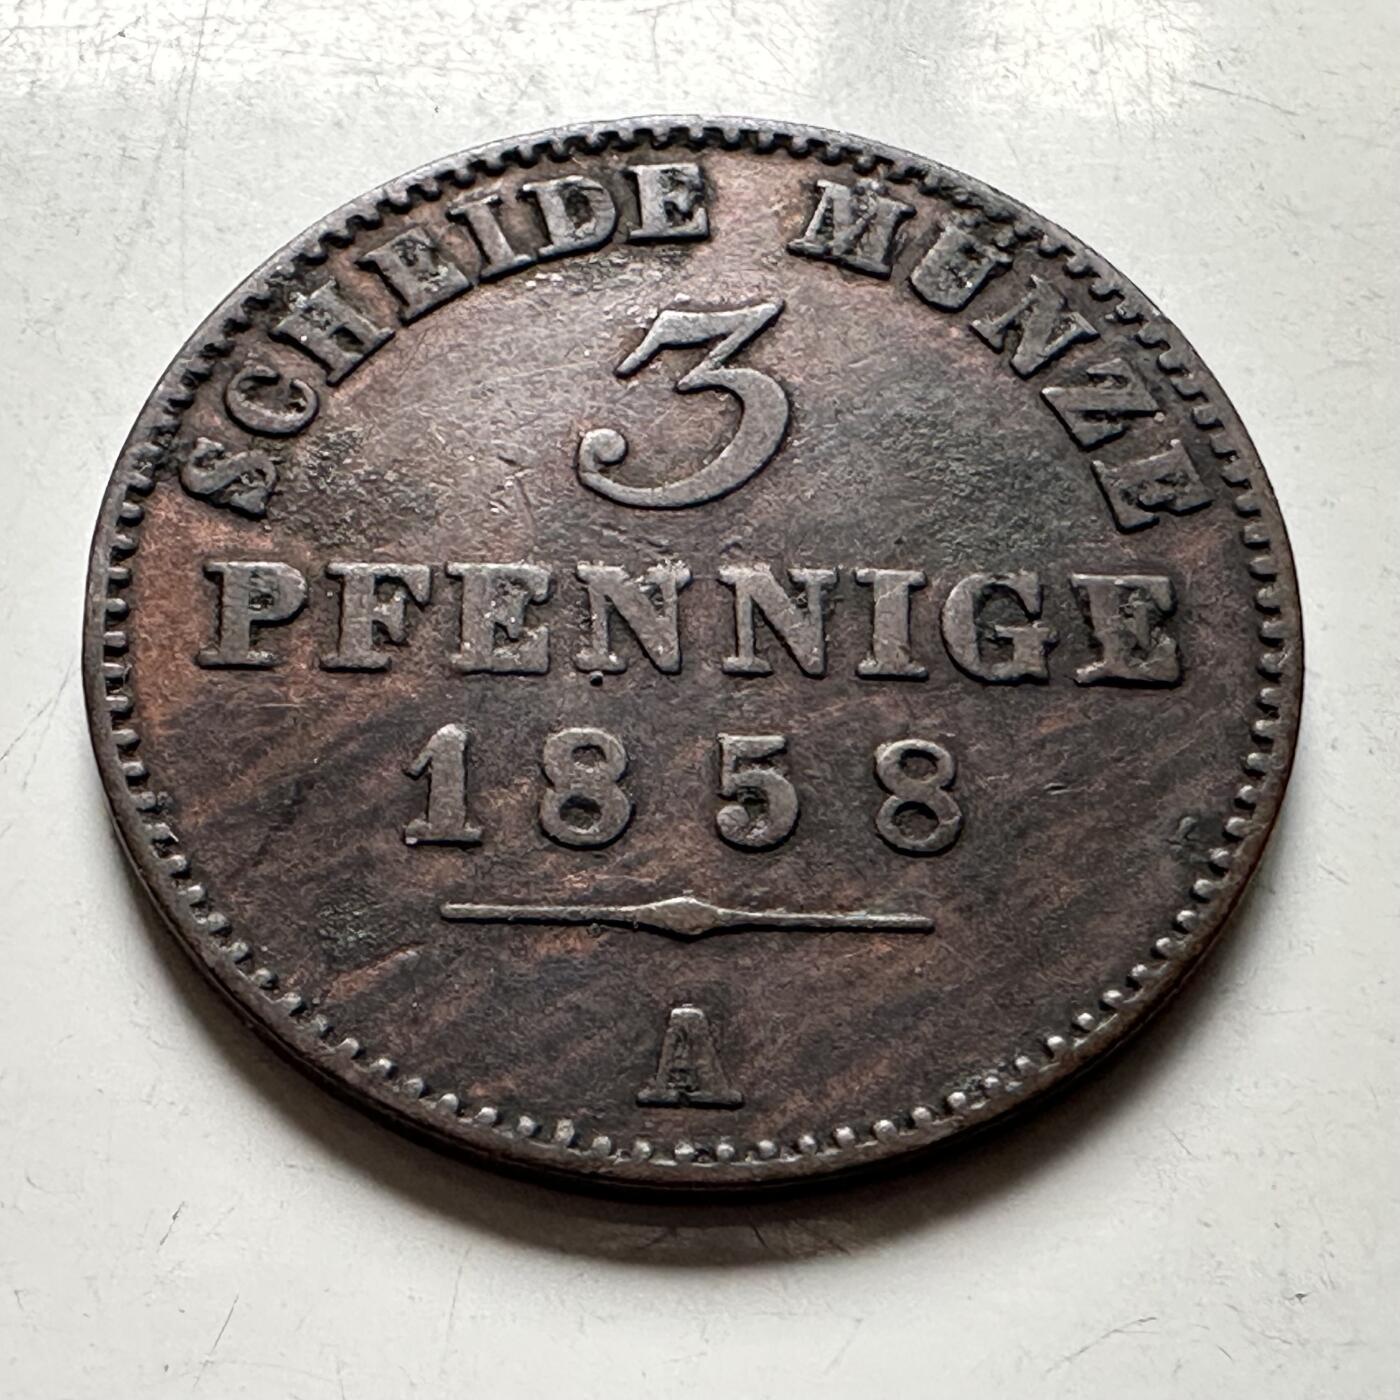 SCHEIDE MÜNZE
3
PFENNIGE
1858
A